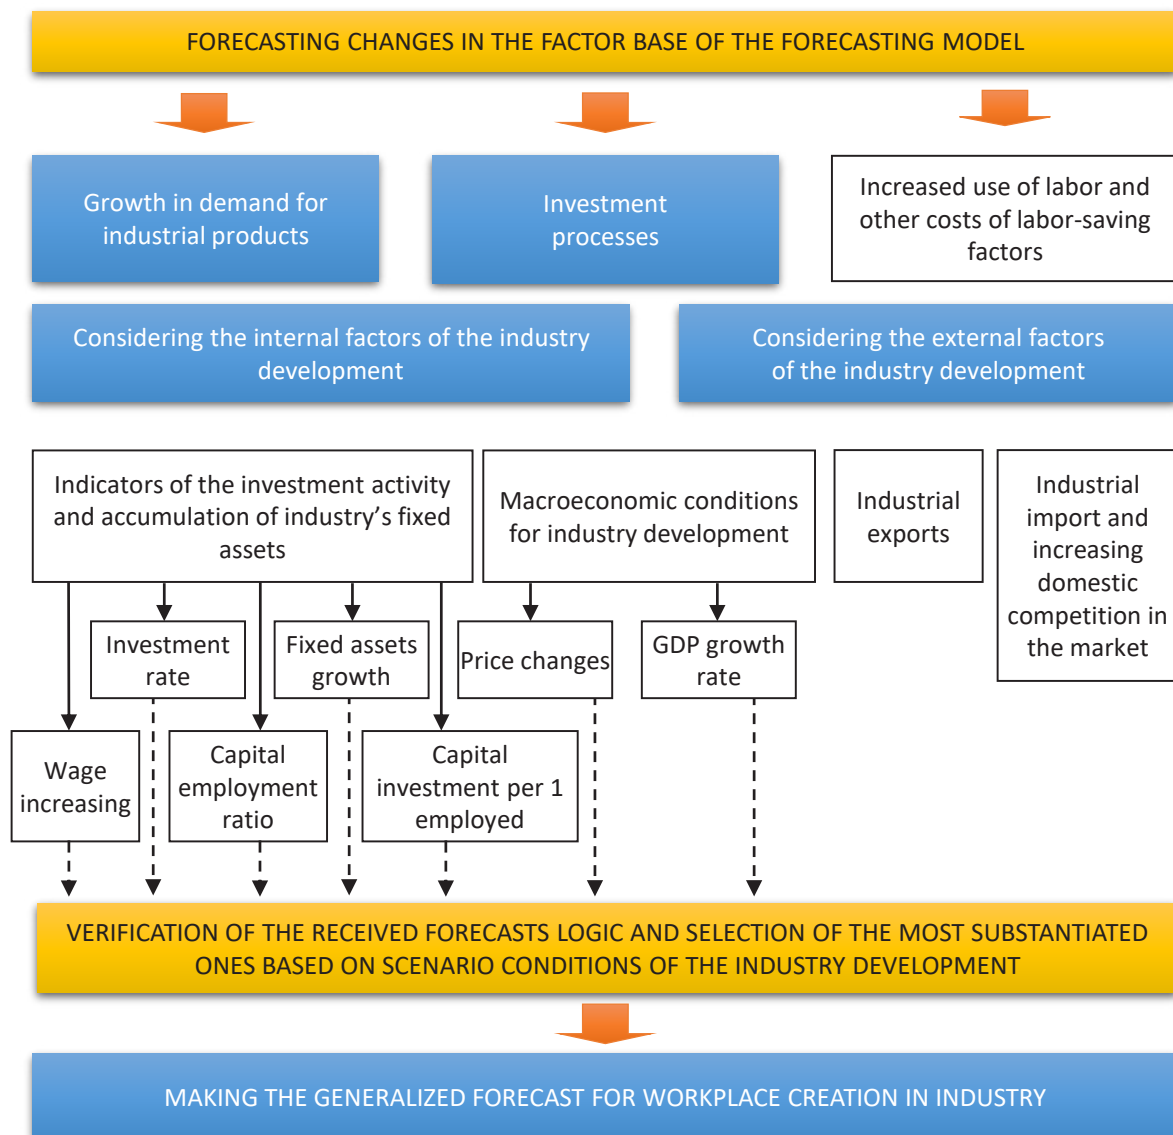 FORECASTING CHANGES IN THE FACTOR BASE OF THE FORECASTING MODEL
Growth in demand for
industrial products
Investment
processes
Increased use of labor and
other costs of labor-saving
factors
Considering the internal factors of the industry
development
Considering the external factors
of the industry development
Indicators of the investment activity
and accumulation of industry's fixed
assets
Macroeconomic conditions
for industry development
Industrial
exports
Industrial
import and
increasing
domestic
competition in
the market
Investment
rate
Fixed assets
growth
Price changes
GDP growth
rate
Wage
increasing
Capital
employment
ratio
Capital
investment per 1
employed
VERIFICATION OF THE RECEIVED FORECASTS LOGIC AND SELECTION OF THE MOST SUBSTANTIATED
ONES BASED ON SCENARIO CONDITIONS OF THE INDUSTRY DEVELOPMENT
MAKING THE GENERALIZED FORECAST FOR WORKPLACE CREATION IN INDUSTRY